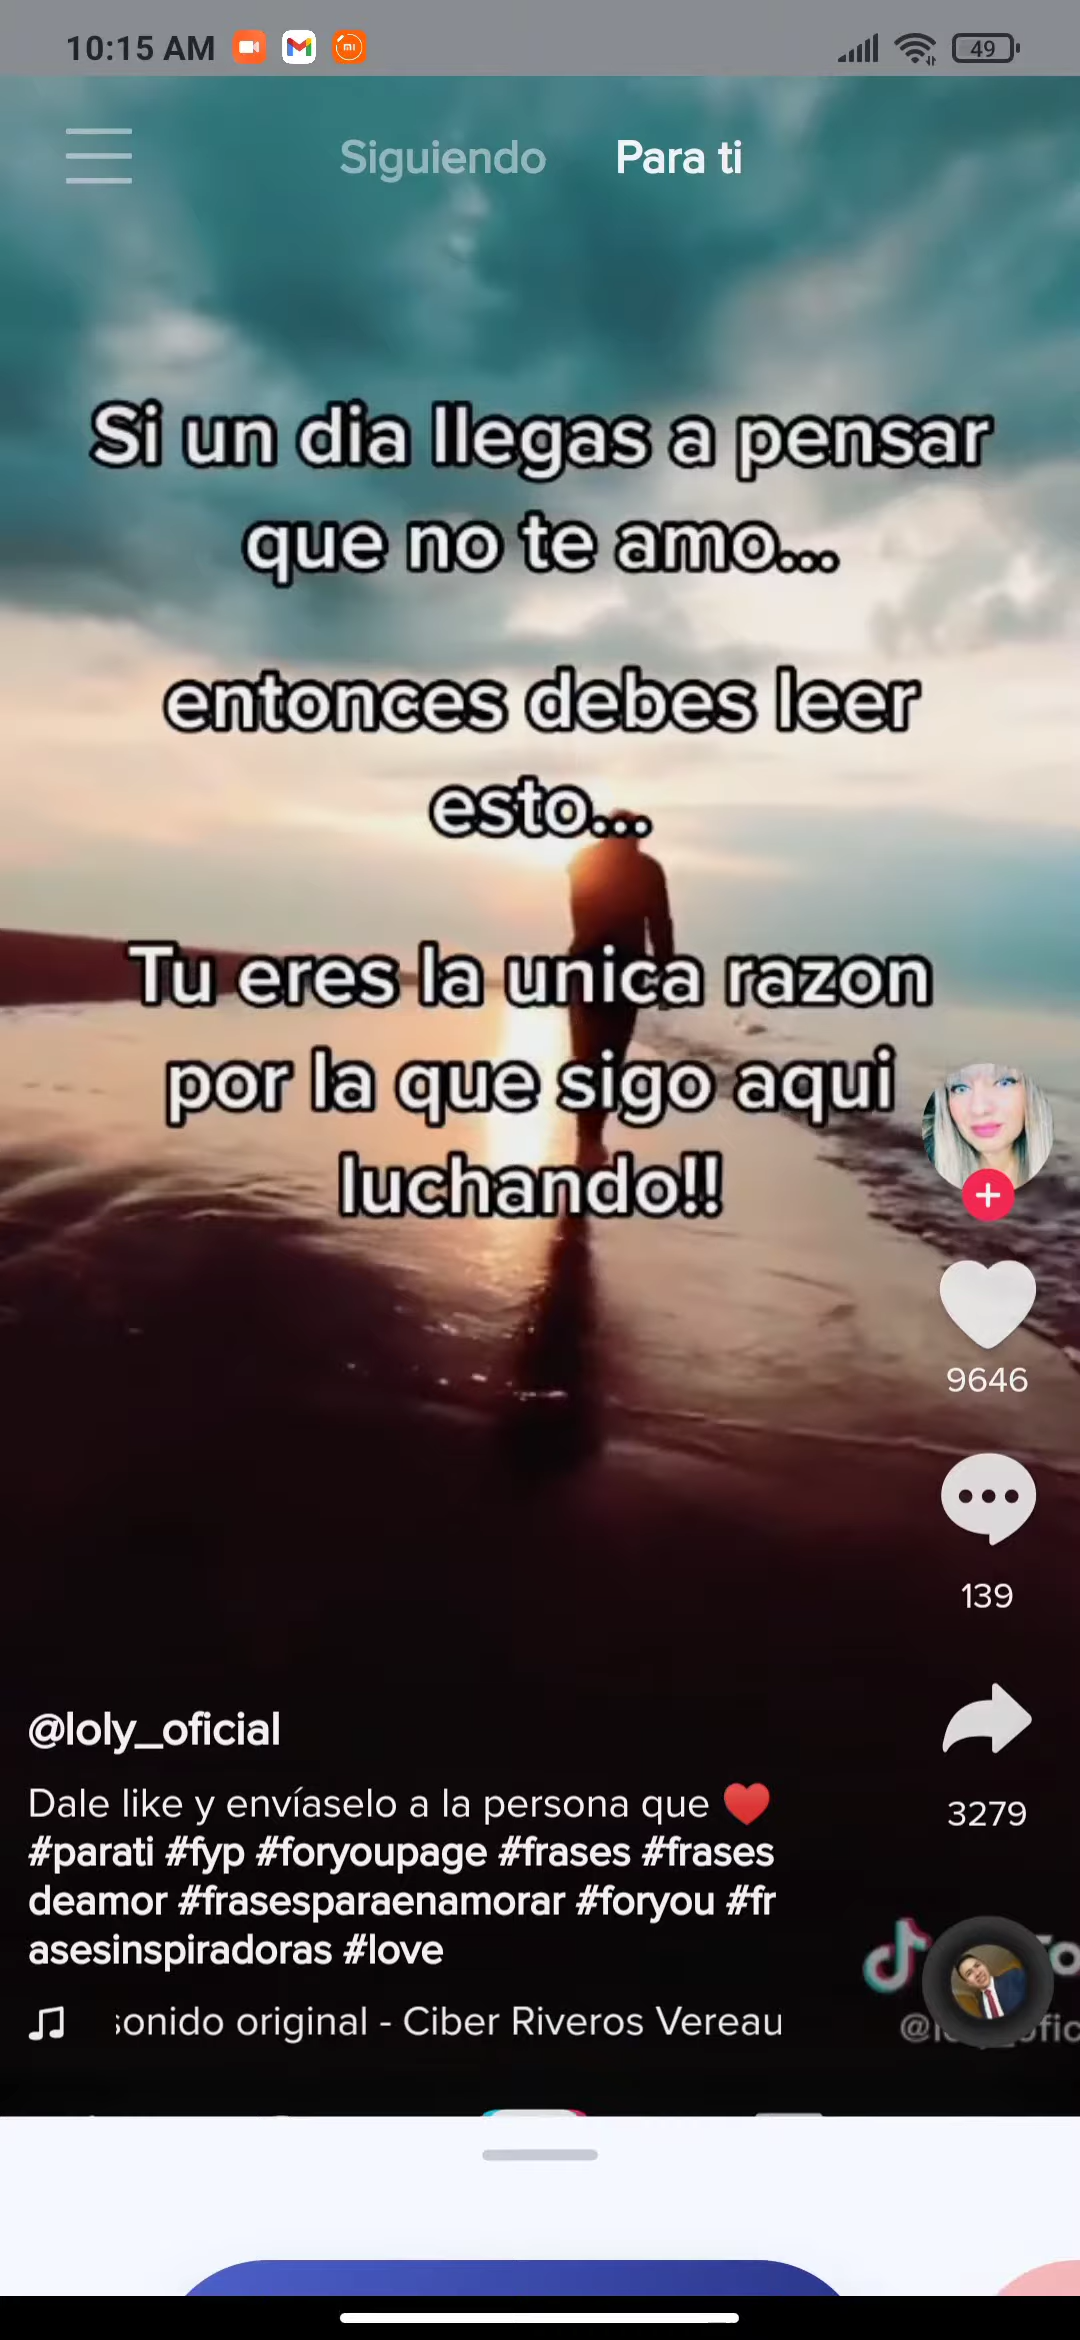 10:15 AM
49
Siguiendo Para ti
Si un dia llegas a pensar
que no te amo...
entonces debes leer
esto...
Tu eres la unica razon
por la que sigo aqui
luchando!!
9646
139
3279
@loly_oficial
Dale like y envíaselo a la persona que ❤️
#parati #fyp #foryoupage #frases #frases
deamor #frasesparaenamorar #foryou #fr
asesinspiradoras #love
sonido original - Ciber Riveros Vereau